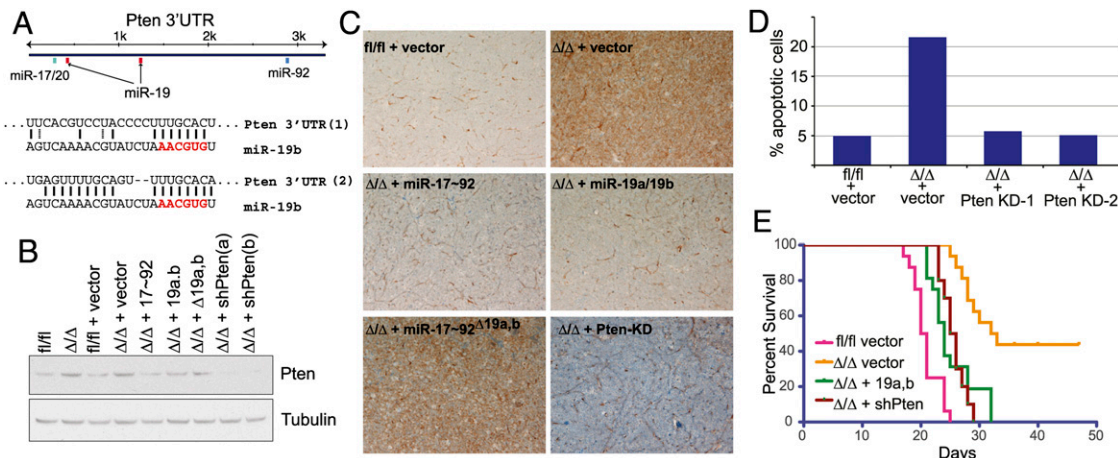 A
Pten 3'UTR
1k 2k 3k
miR-17/20
miR-19
miR-92
...UUCACGUCCUACCCCUUUGCACU... Pten 3'UTR(1)
AGUCAAAACGUAUCUAAACGUGU miR-19b
UGAGUUUUGCAGU--UUUGCACA... Pten 3'UTR (2)
AGUCAAAACGUAUCUAAACGUGU miR-19b
B
fl/fl
Δ/Δ
fl/fl + vector
Δ/Δ + vector
Δ/Δ + 17~92
Δ/Δ + 19a.b
Δ/Δ + Δ19a,b
Δ/Δ + shPten(a)
Δ/Δ + shPten(b)
Pten
Tubulin
C
fl/fl + vector
Δ/Δ + vector
Δ/Δ + miR-17~92
Δ/Δ + miR-19a/19b
Δ/Δ + miR-17~92Δ19a,b
Δ/Δ + Pten-KD
D
% apoptotic cells
20
15
10
5
fl/fl + vector
Δ/Δ + vector
Δ/Δ + Pten KD-1
Δ/Δ + Pten KD-2
E
Percent Survival
100
80
60
40
20
0
fl/fl vector
Δ/Δ vector
Δ/Δ + 19a,b
Δ/Δ + shPten
0 10 20 30 40 50
Days